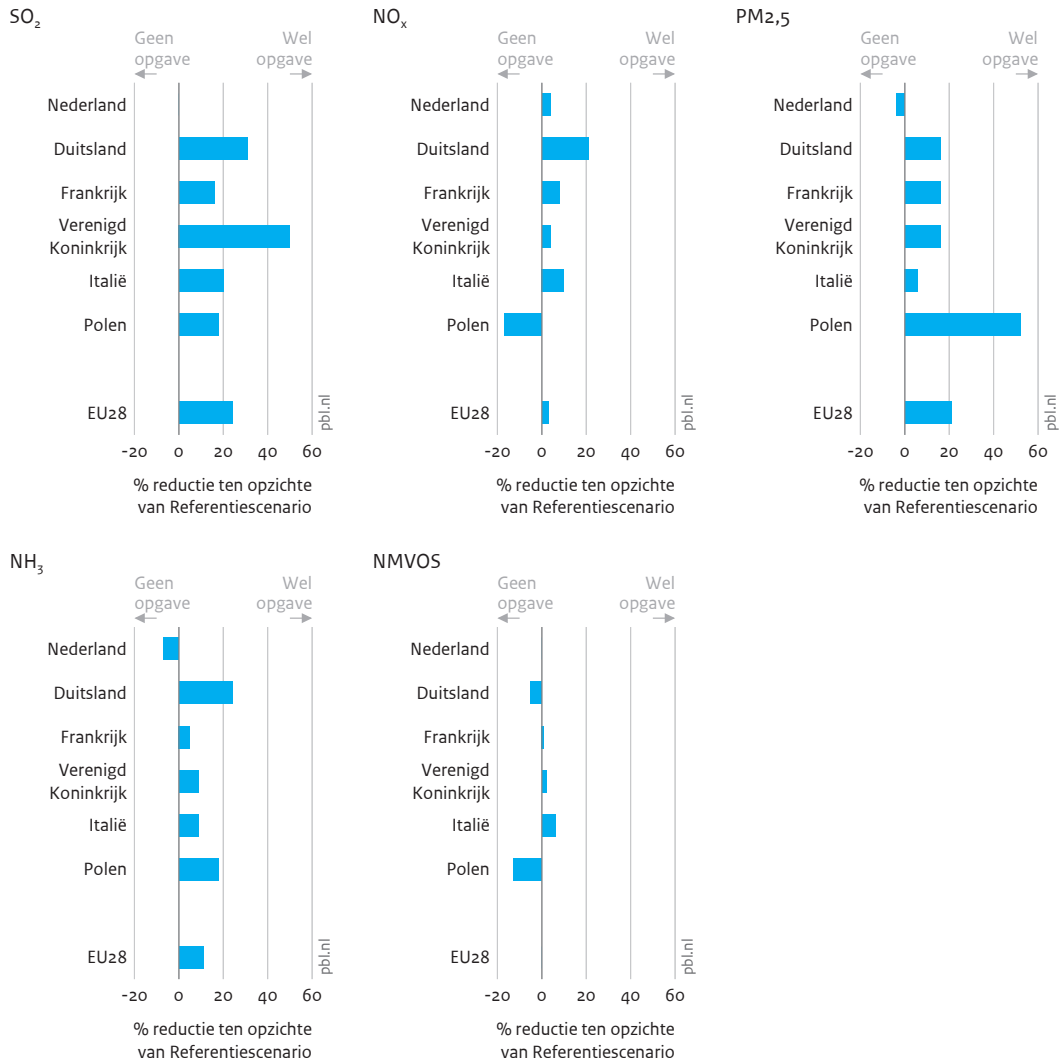 SO₂
Geen
opgave
Wel
opgave
Nederland
Duitsland
Frankrijk
Verenigd
Koninkrijk
Italië
Polen
EU28
-20 0 20 40 60
% reductie ten opzichte
van Referentiescenario
pbl.nl
NOₓ
Geen
opgave
Wel
opgave
Nederland
Duitsland
Frankrijk
Verenigd
Koninkrijk
Italië
Polen
EU28
-20 0 20 40 60
% reductie ten opzichte
van Referentiescenario
pbl.nl
PM2,5
Geen
opgave
Wel
opgave
Nederland
Duitsland
Frankrijk
Verenigd
Koninkrijk
Italië
Polen
EU28
-20 0 20 40 60
% reductie ten opzichte
van Referentiescenario
pbl.nl
NH₃
Geen
opgave
Wel
opgave
Nederland
Duitsland
Frankrijk
Verenigd
Koninkrijk
Italië
Polen
EU28
-20 0 20 40 60
% reductie ten opzichte
van Referentiescenario
pbl.nl
NMVOS
Geen
opgave
Wel
opgave
Nederland
Duitsland
Frankrijk
Verenigd
Koninkrijk
Italië
Polen
EU28
-20 0 20 40 60
% reductie ten opzichte
van Referentiescenario
pbl.nl